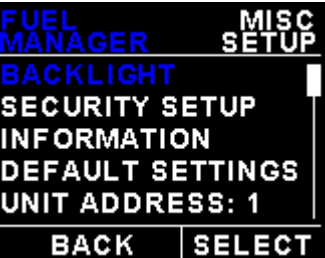 FUEL MANAGER
MISC SETUP
BACKLIGHT
SECURITY SETUP
INFORMATION
DEFAULT SETTINGS
UNIT ADDRESS: 1
BACK
SELECT